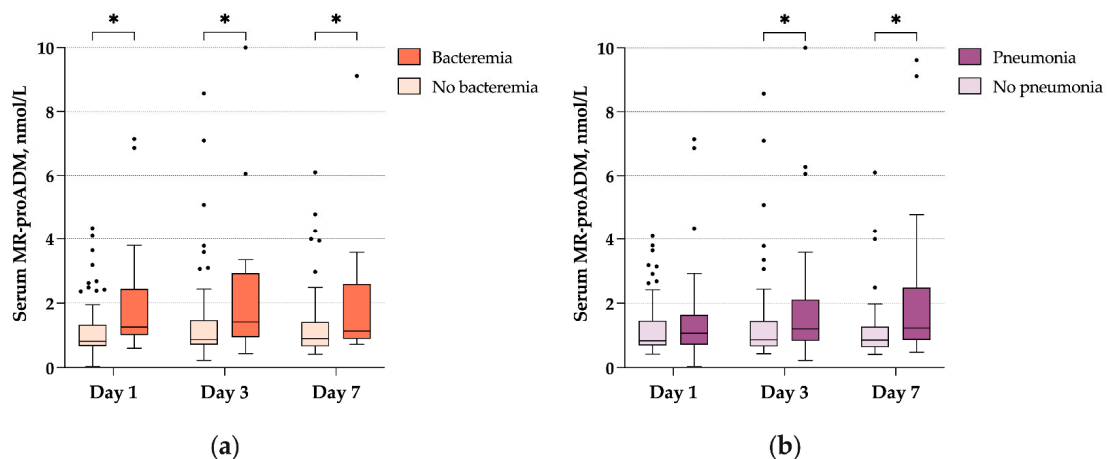 * * *
Serum MR-proADM, nmol/L
10
8
6
4
2
0
Day 1 Day 3 Day 7
Bacteremia
No bacteremia
(a)
* *
Serum MR-proADM, nmol/L
10
8
6
4
2
0
Day 1 Day 3 Day 7
Pneumonia
No pneumonia
(b)